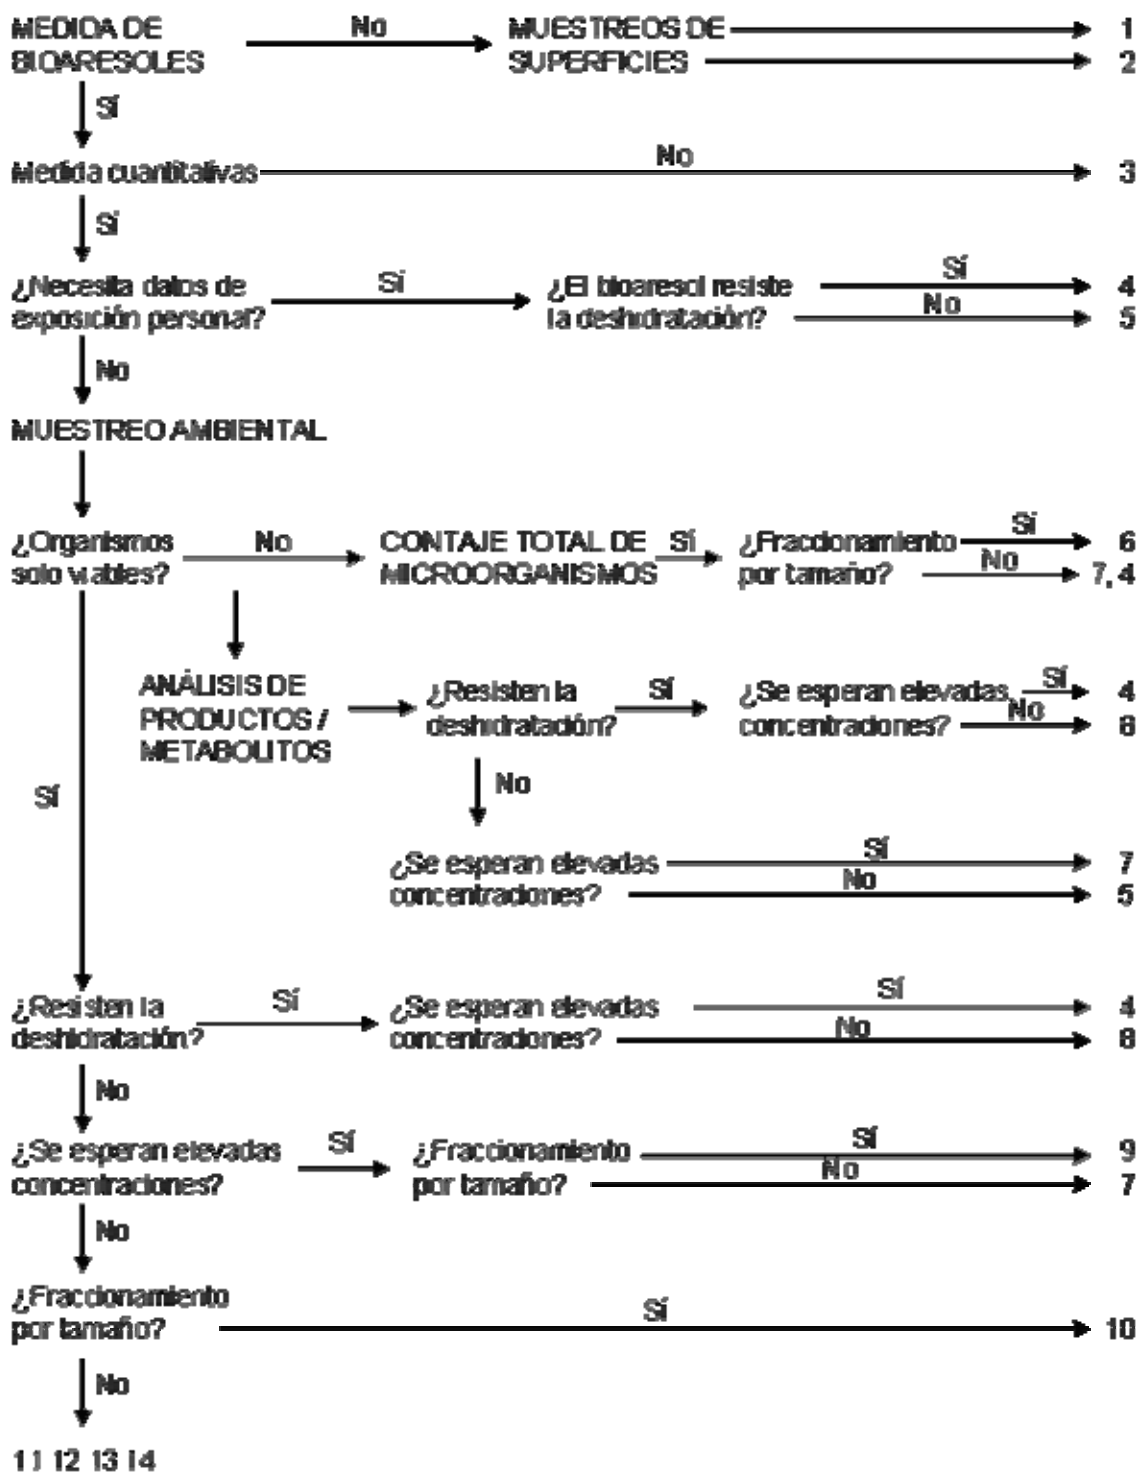 MEDIDA DE
BIOARESOLES
No
MUESTREOS DE
SUPERFICIES
1
2
Sí
Medida cuantitativas
No
3
Sí
¿Necesita datos de
exposición personal?
Sí
¿El bioaresol resiste
la deshidratación?
Sí
4
No
5
No
MUESTREO AMBIENTAL
¿Organismos
solo viables?
No
CONTAJE TOTAL DE
MICROORGANISMOS
Sí
¿Fraccionamiento
por tamaño?
Sí
6
No
7, 4
ANÁLISIS DE
PRODUCTOS /
METABOLITOS
¿Resisten la
deshidratación?
Sí
¿Se esperan elevadas
concentraciones?
Sí
4
No
8
No
¿Se esperan elevadas
concentraciones?
Sí
7
No
5
Sí
¿Resisten la
deshidratación?
Sí
¿Se esperan elevadas
concentraciones?
Sí
4
No
8
No
¿Se esperan elevadas
concentraciones?
Sí
¿Fraccionamiento
por tamaño?
Sí
9
No
7
No
¿Fraccionamiento
por tamaño?
Sí
10
No
11 12 13 14